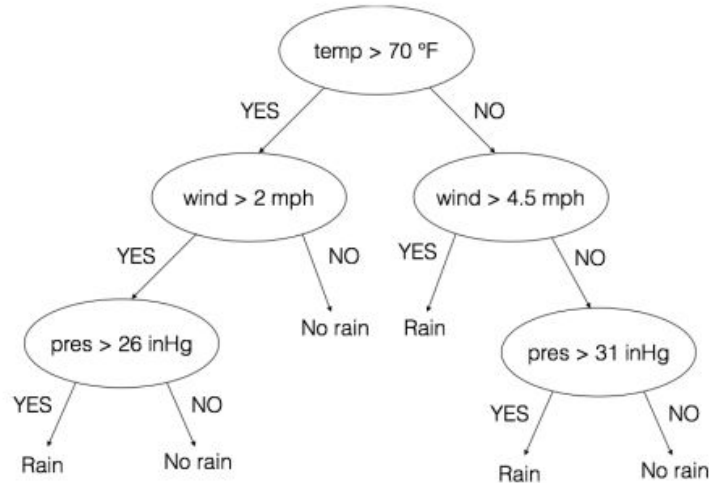 temp > 70 ºF
YES
NO
wind > 2 mph
wind > 4.5 mph
YES
NO
YES
NO
No rain
Rain
pres > 26 inHg
pres > 31 inHg
YES
NO
YES
NO
Rain
No rain
Rain
No rain